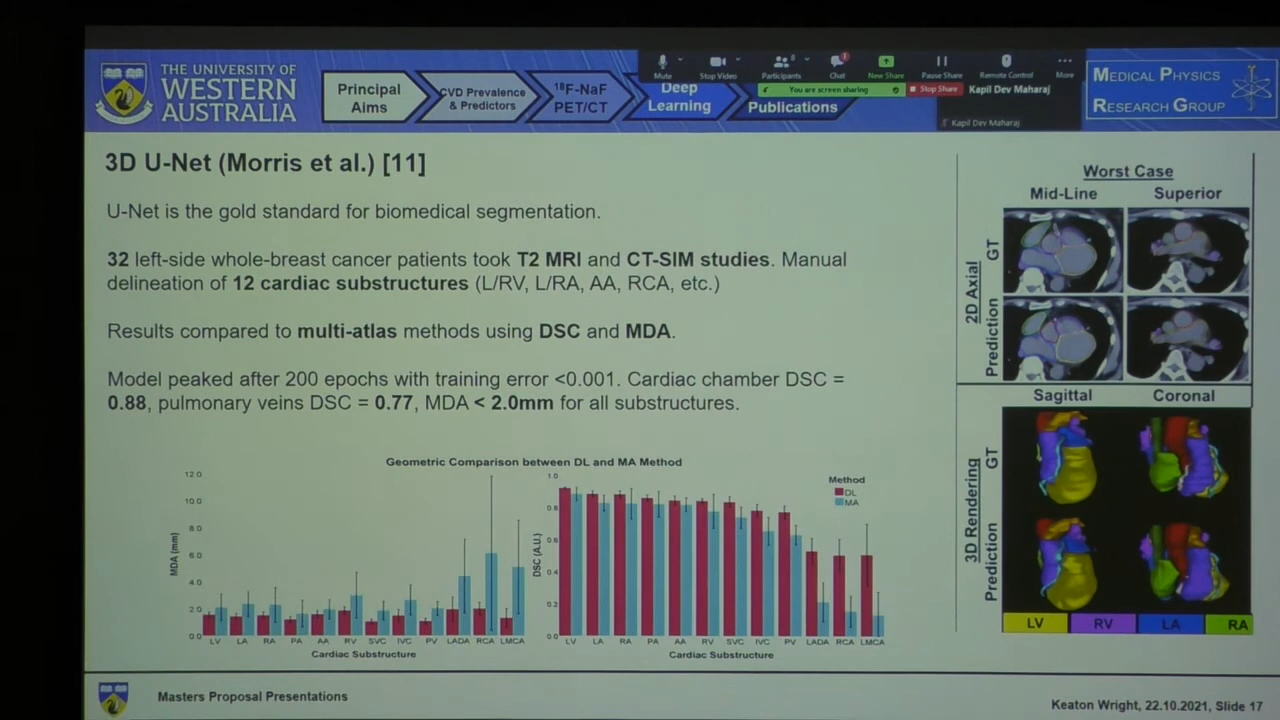 THE UNIVERSITY OF
WESTERN
AUSTRALIA
Principal
Aims
CVD Prevalence
& Predictors
18F-NaF
PET/CT
Deep
Learning
Publications
Mute
Stop Video
Participants
8
Chat
1
New Share
Pause Share
Remote Control
More
You are screen sharing
Stop Share
Kapil Dev Maharaj
Kapil Dev Maharaj
MEDICAL PHYSICS
RESEARCH GROUP
3D U-Net (Morris et al.) [11]
U-Net is the gold standard for biomedical segmentation.
32 left-side whole-breast cancer patients took T2 MRI and CT-SIM studies. Manual
delineation of 12 cardiac substructures (L/RV, L/RA, AA, RCA, etc.)
Results compared to multi-atlas methods using DSC and MDA.
Model peaked after 200 epochs with training error <0.001. Cardiac chamber DSC =
0.88, pulmonary veins DSC = 0.77, MDA < 2.0mm for all substructures.
Geometric Comparison between DL and MA Method
MDA (mm)
12.0
10.0
8.0
6.0
4.0
2.0
0.0
LV LA RA PA AA RV SVC IVC PV LADA RCA LMCA
Cardiac Substructure
DSC (A.U.)
1.0
0.8
0.6
0.4
0.2
0.0
LV LA RA PA AA RV SVC IVC PV LADA RCA LMCA
Cardiac Substructure
Method
DL
MA
Worst Case
Mid-Line Superior
2D Axial
GT
Prediction
Sagittal Coronal
3D Rendering
GT
Prediction
LV RV LA RA
Masters Proposal Presentations
Keaton Wright, 22.10.2021, Slide 17